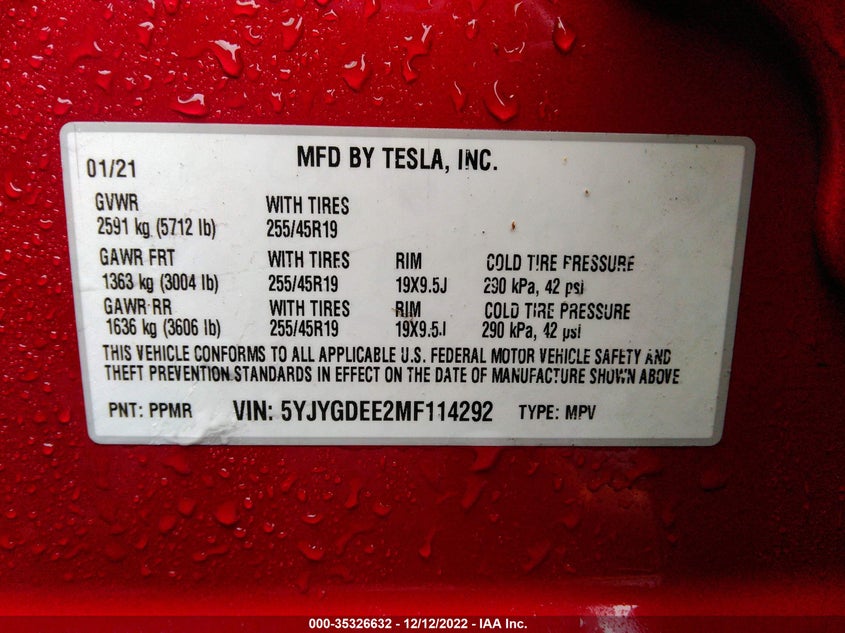 01/21 MFD BY TESLA, INC.
GVWR WITH TIRES
2591 kg (5712 lb) 255/45R19
GAWR FRT WITH TIRES RIM COLD TIRE PRESSURE
1363 kg (3004 lb) 255/45R19 19X9.5J 290 kPa, 42 psi
GAWR RR WITH TIRES RIM COLD TIRE PRESSURE
1636 kg (3606 lb) 255/45R19 19X9.5J 290 kPa, 42 psi
THIS VEHICLE CONFORMS TO ALL APPLICABLE U.S. FEDERAL MOTOR VEHICLE SAFETY AND
THEFT PREVENTION STANDARDS IN EFFECT ON THE DATE OF MANUFACTURE SHOWN ABOVE
PNT: PPMR VIN: 5YJYGDEE2MF114292 TYPE: MPV
000-35326632 - 12/12/2022 - IAA Inc.